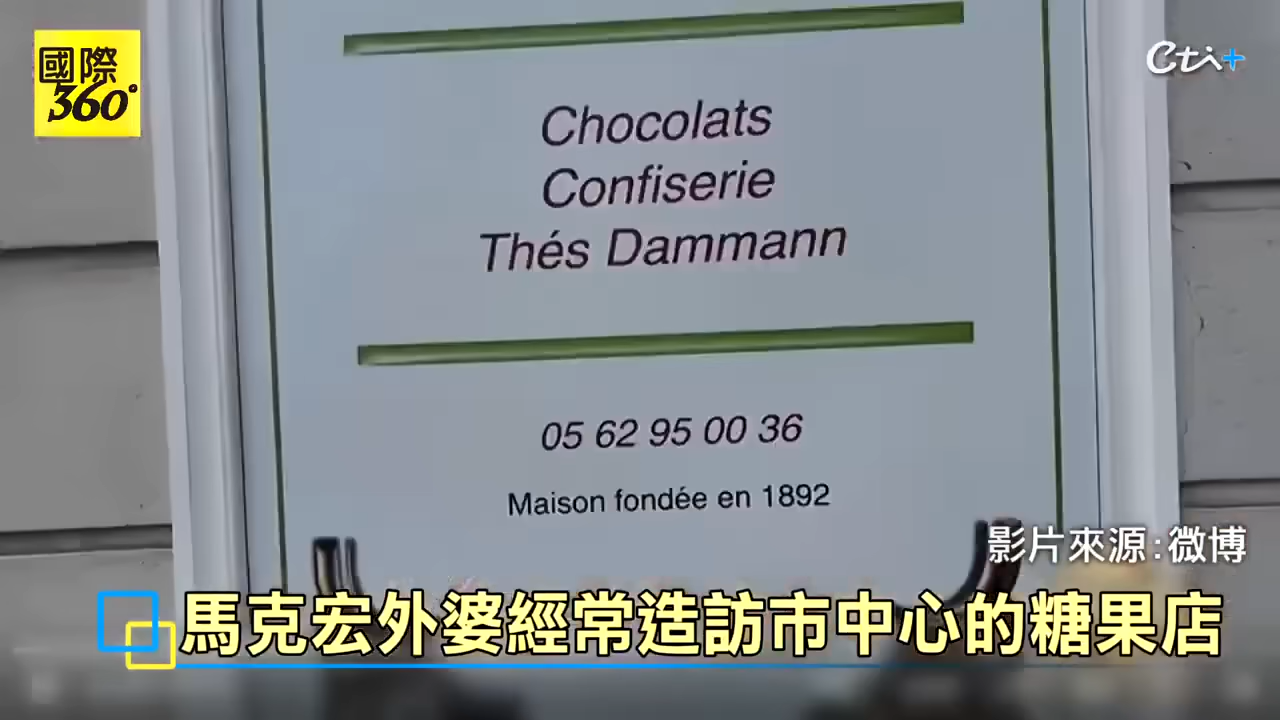 國際
360°
Cti+
Chocolats
Confiserie
Thés Dammann
05 62 95 00 36
Maison fondée en 1892
影片來源:微博
馬克宏外婆經常造訪市中心的糖果店